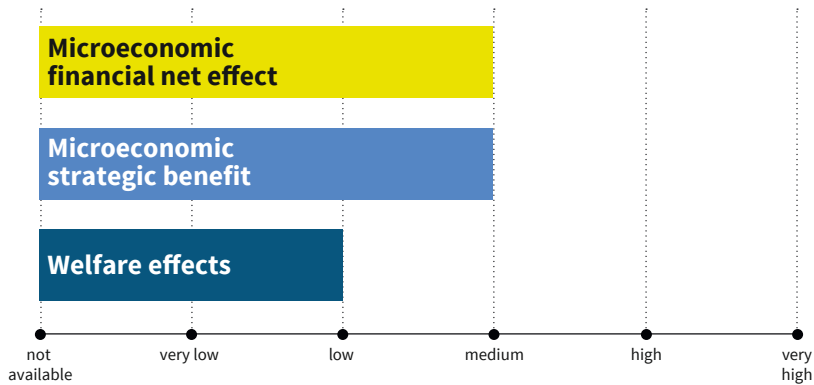 Microeconomic
financial net effect
Microeconomic
strategic benefit
Welfare effects
not
available
very low
low
medium
high
very
high